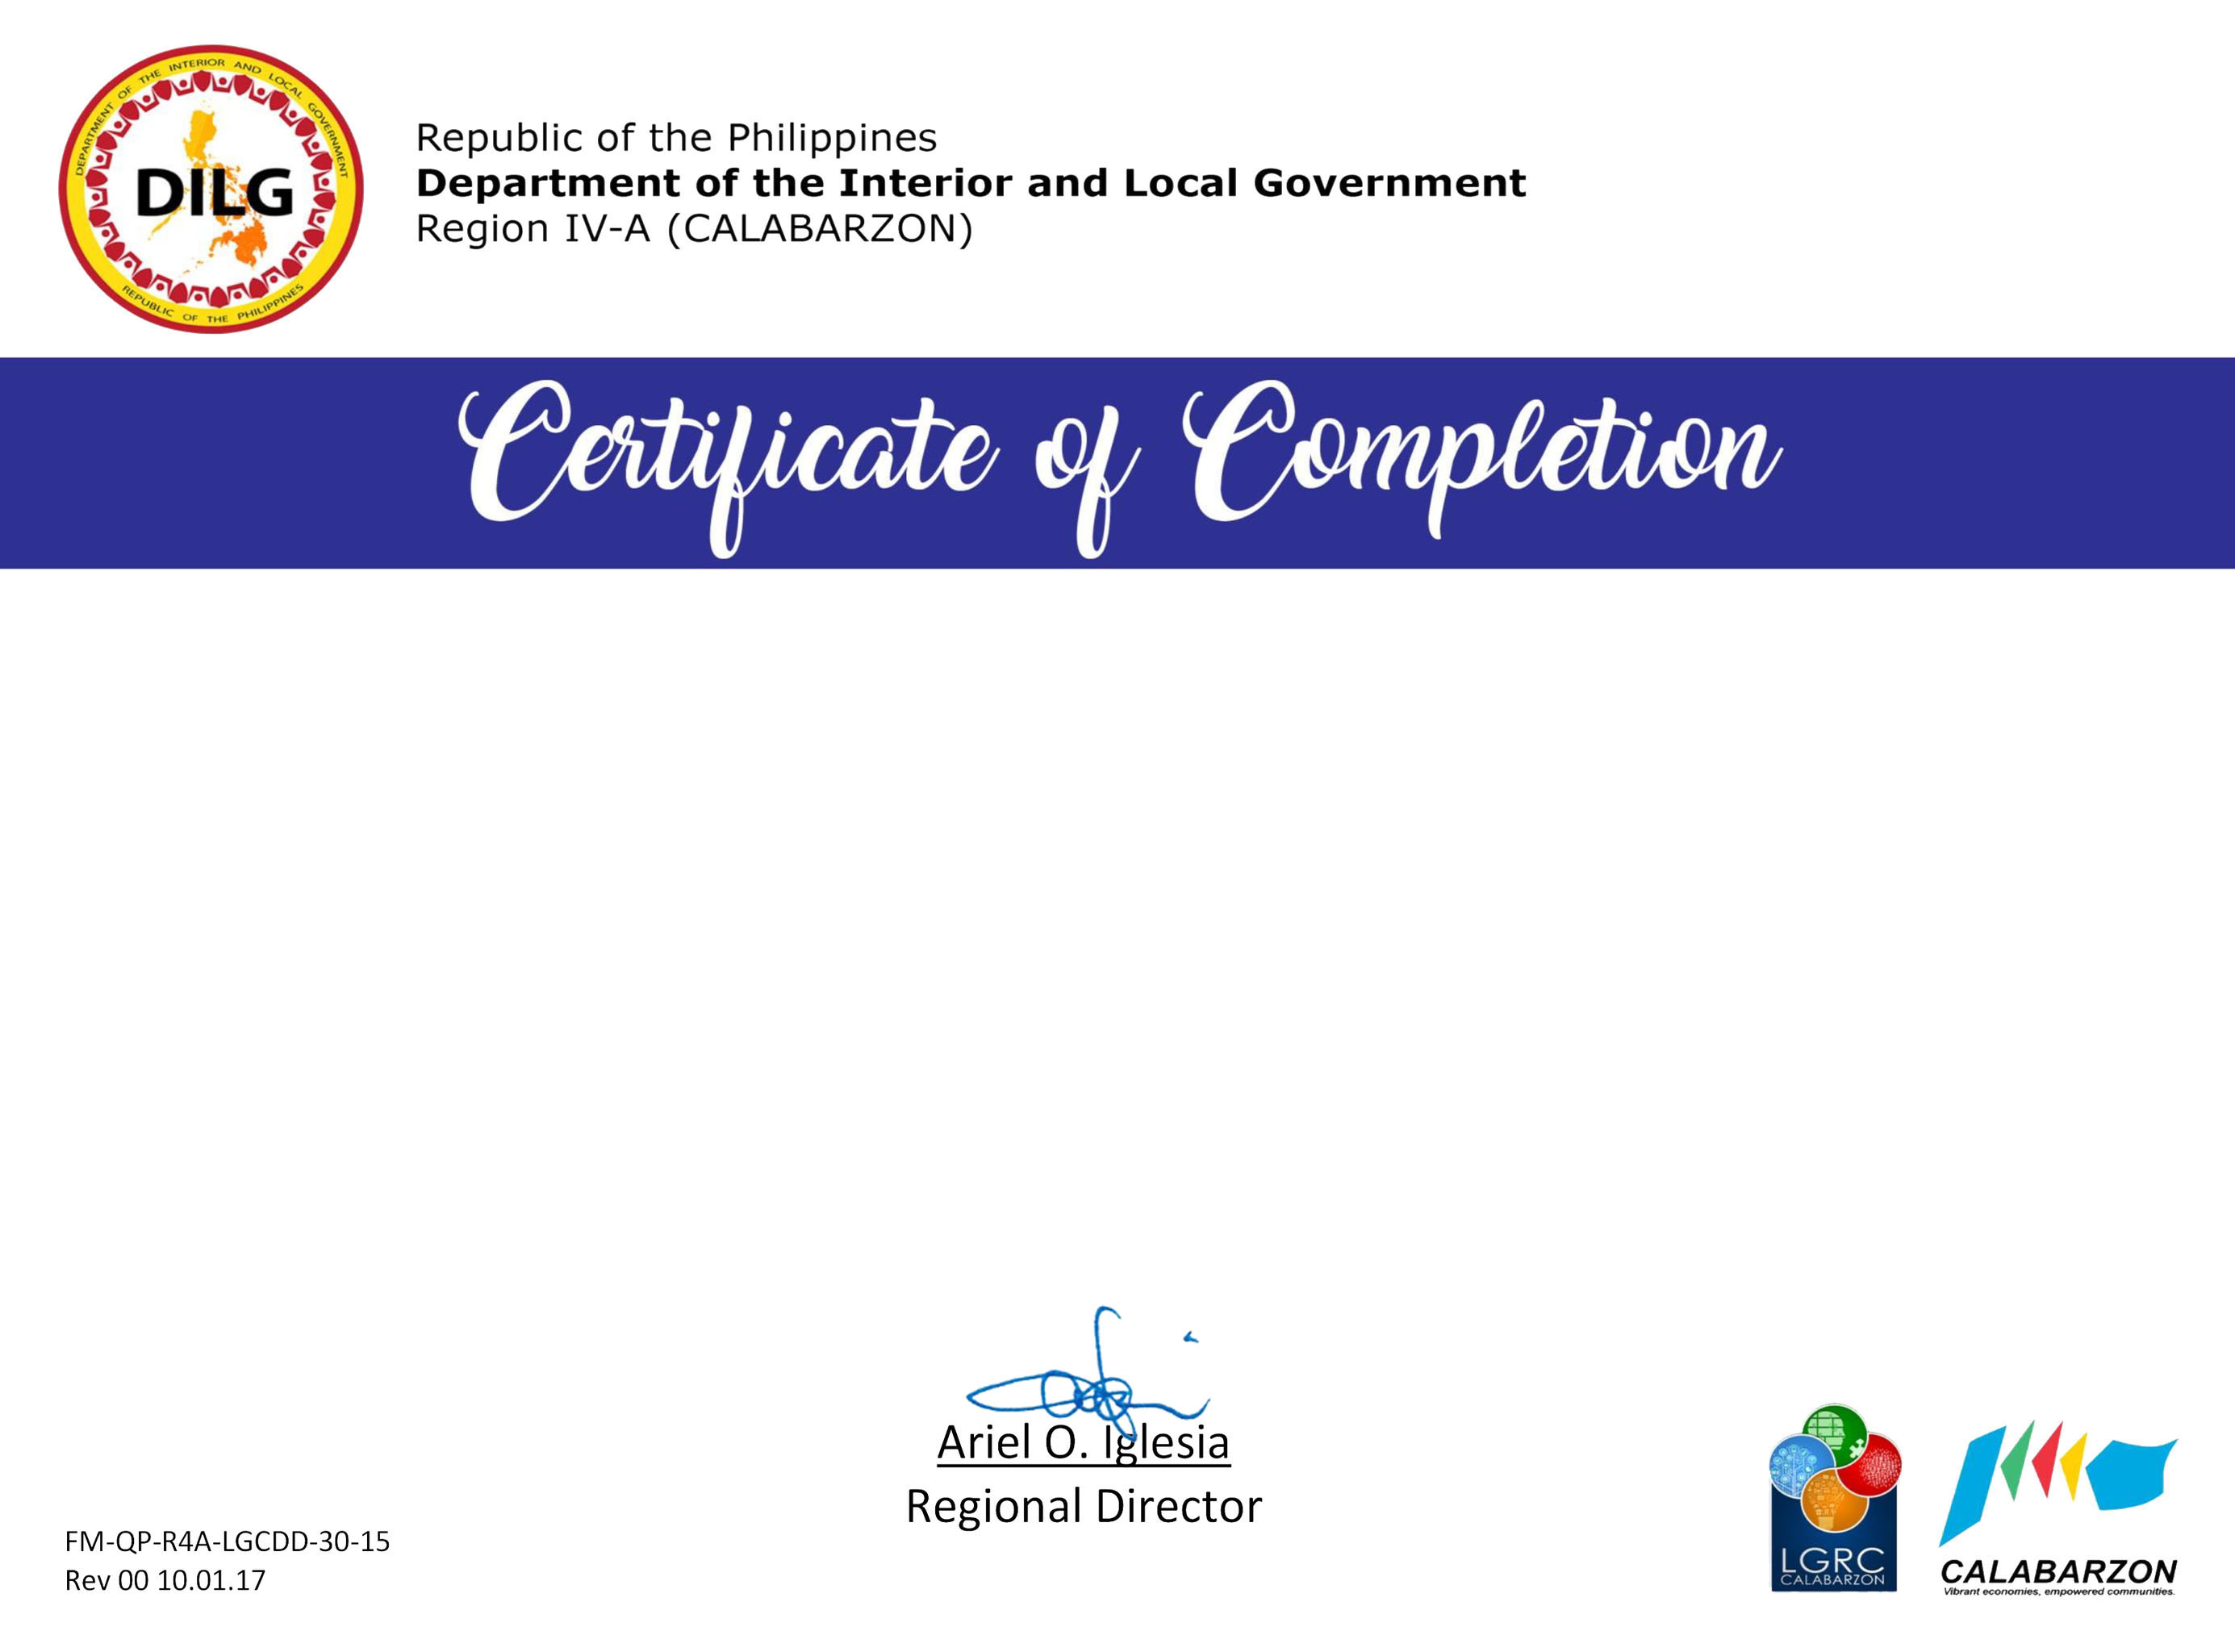 DEPARTMENT OF THE INTERIOR AND LOCAL GOVERNMENT
DILG
REPUBLIC OF THE PHILIPPINES
Republic of the Philippines
Department of the Interior and Local Government
Region IV-A (CALABARZON)
Certificate of Completion
Ariel O. Iglesia
Regional Director
FM-QP-R4A-LGCDD-30-15
Rev 00 10.01.17
LGRC
CALABARZON
CALABARZON
Vibrant economies, empowered communities.